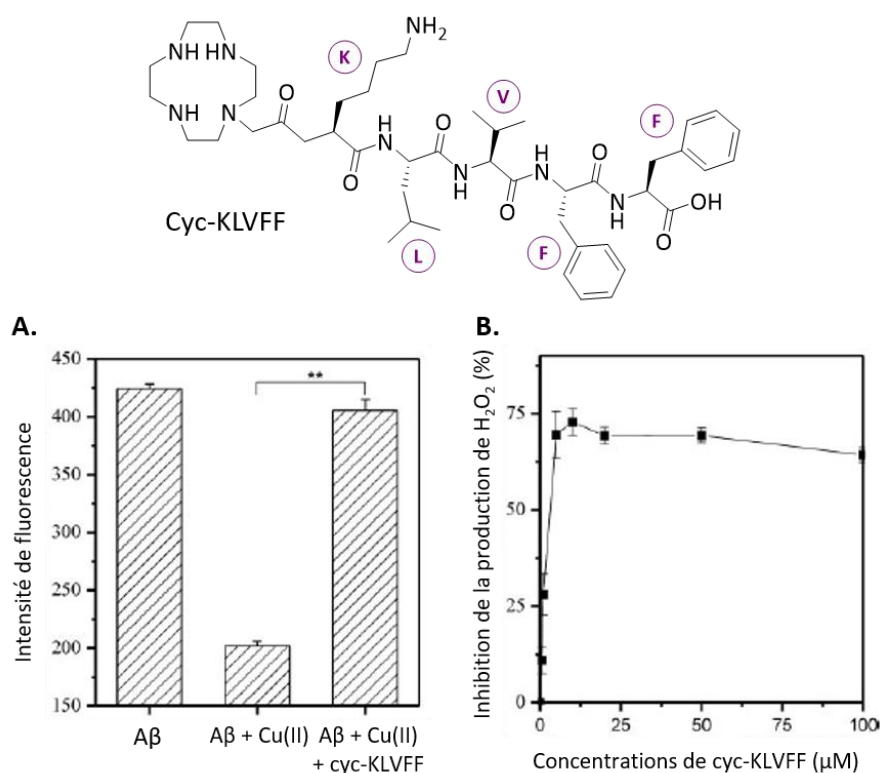 NH₂
K
NH HN
NH N
O
V
F
H
N
O
H
N
O
O
N
H
O
N
H
OH
O
Cyc-KLVFF
L
F
A.
B.
450
400
350
300
250
200
150
Intensité de fluorescence
**
Aβ
Aβ + Cu(II)
Aβ + Cu(II)
+ cyc-KLVFF
75
50
25
0
Inhibition de la production de H₂O₂ (%)
0 25 50 100
Concentrations de cyc-KLVFF (μM)